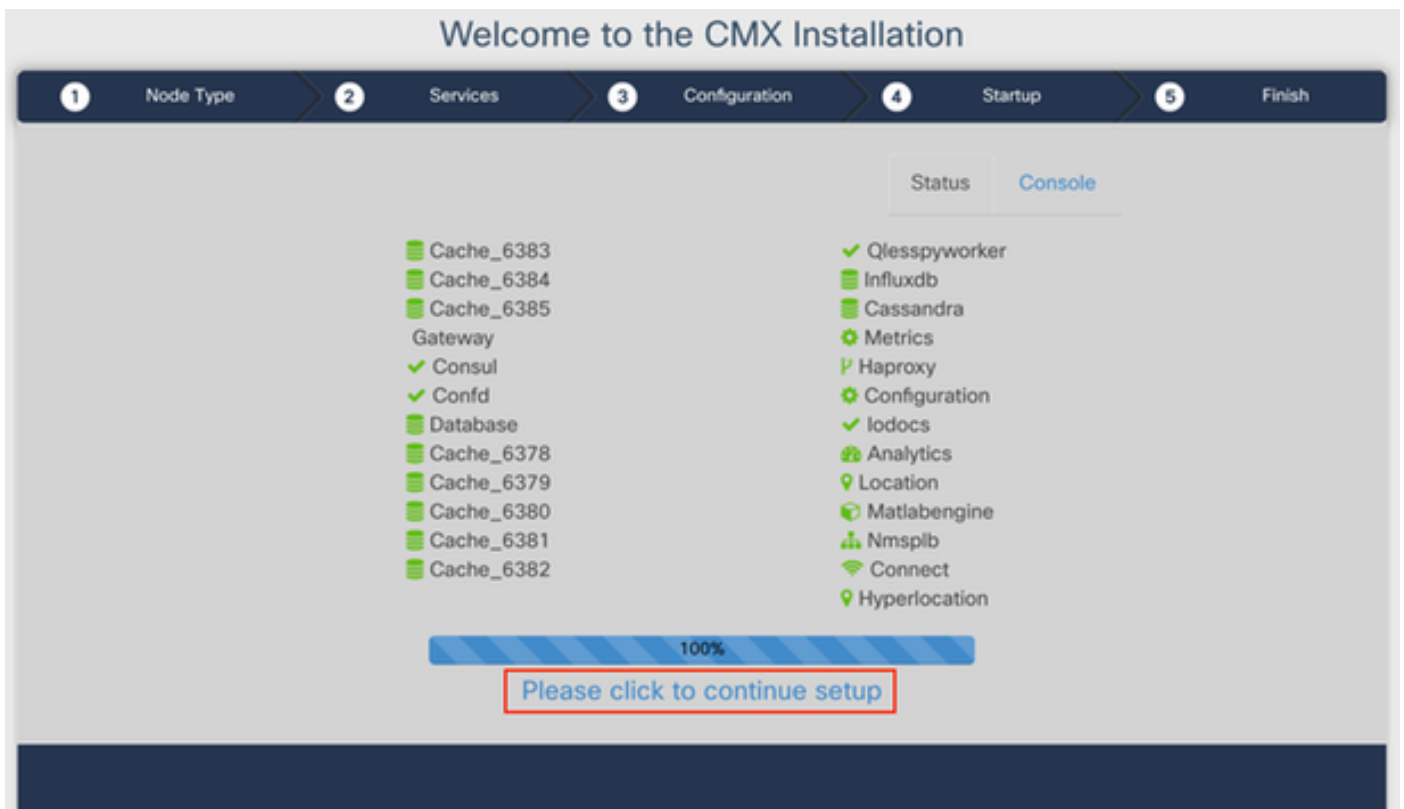 Welcome to the CMX Installation
1 Node Type 2 Services 3 Configuration 4 Startup 5 Finish
Status Console
Cache_6383
Cache_6384
Cache_6385
Gateway
Consul
Confd
Database
Cache_6378
Cache_6379
Cache_6380
Cache_6381
Cache_6382
Qlesspyworker
Influxdb
Cassandra
Metrics
Haproxy
Configuration
Iodocs
Analytics
Location
Matlabengine
Nmsplb
Connect
Hyperlocation
100%
Please click to continue setup